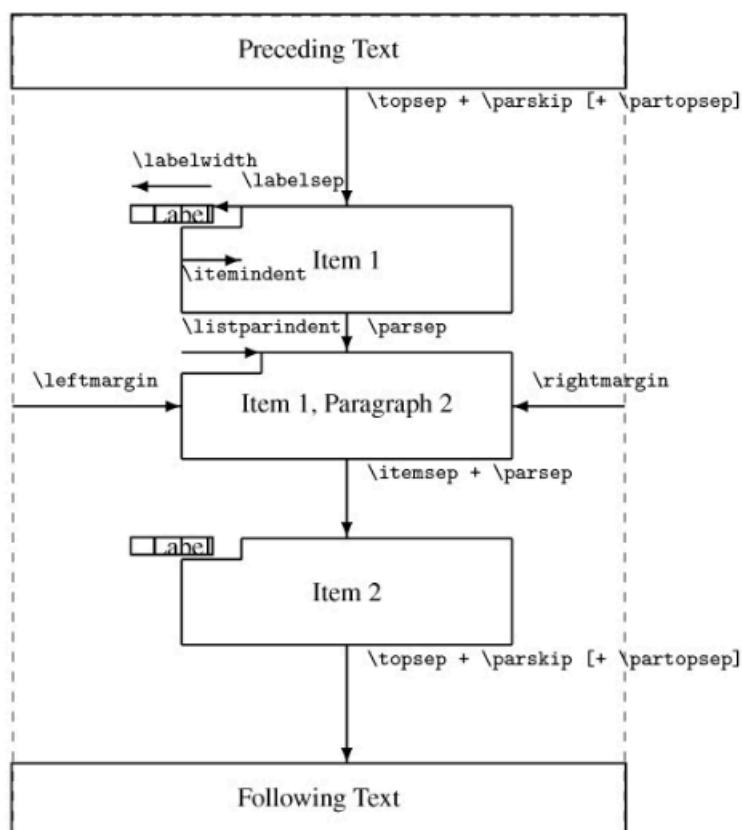 Preceding Text
\topsep + \parskip [+ \partopsep]
\labelwidth
\labelsep
Label
Item 1
\itemindent
\listparindent \parsep
\leftmargin
\rightmargin
Item 1, Paragraph 2
\itemsep + \parsep
Label
Item 2
\topsep + \parskip [+ \partopsep]
Following Text